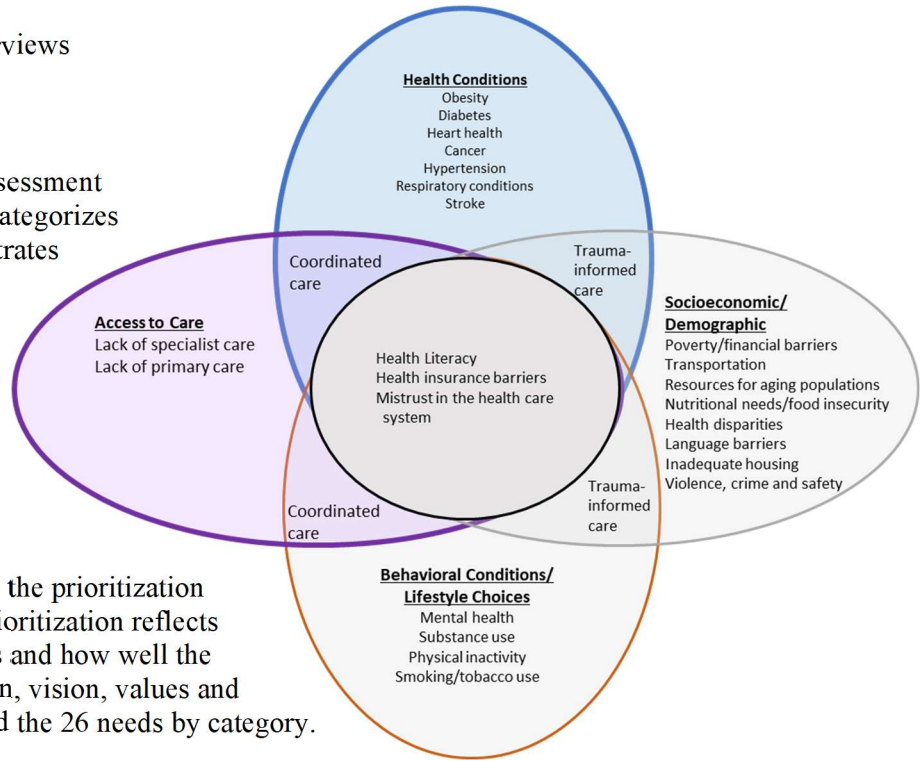 views
sessment
ategorizes
trates
Health Conditions
Obesity
Diabetes
Heart health
Cancer
Hypertension
Respiratory conditions
Stroke
Coordinated
care
Trauma-
informed
care
Access to Care
Lack of specialist care
Lack of primary care
Health Literacy
Health insurance barriers
Mistrust in the health care
system
Socioeconomic/
Demographic
Poverty/financial barriers
Transportation
Resources for aging populations
Nutritional needs/food insecurity
Health disparities
Language barriers
Inadequate housing
Violence, crime and safety
Coordinated
care
Trauma-
informed
care
Behavioral Conditions/
Lifestyle Choices
Mental health
Substance use
Physical inactivity
Smoking/tobacco use
the prioritization
ioritization reflects
s and how well the
n, vision, values and
d the 26 needs by category.